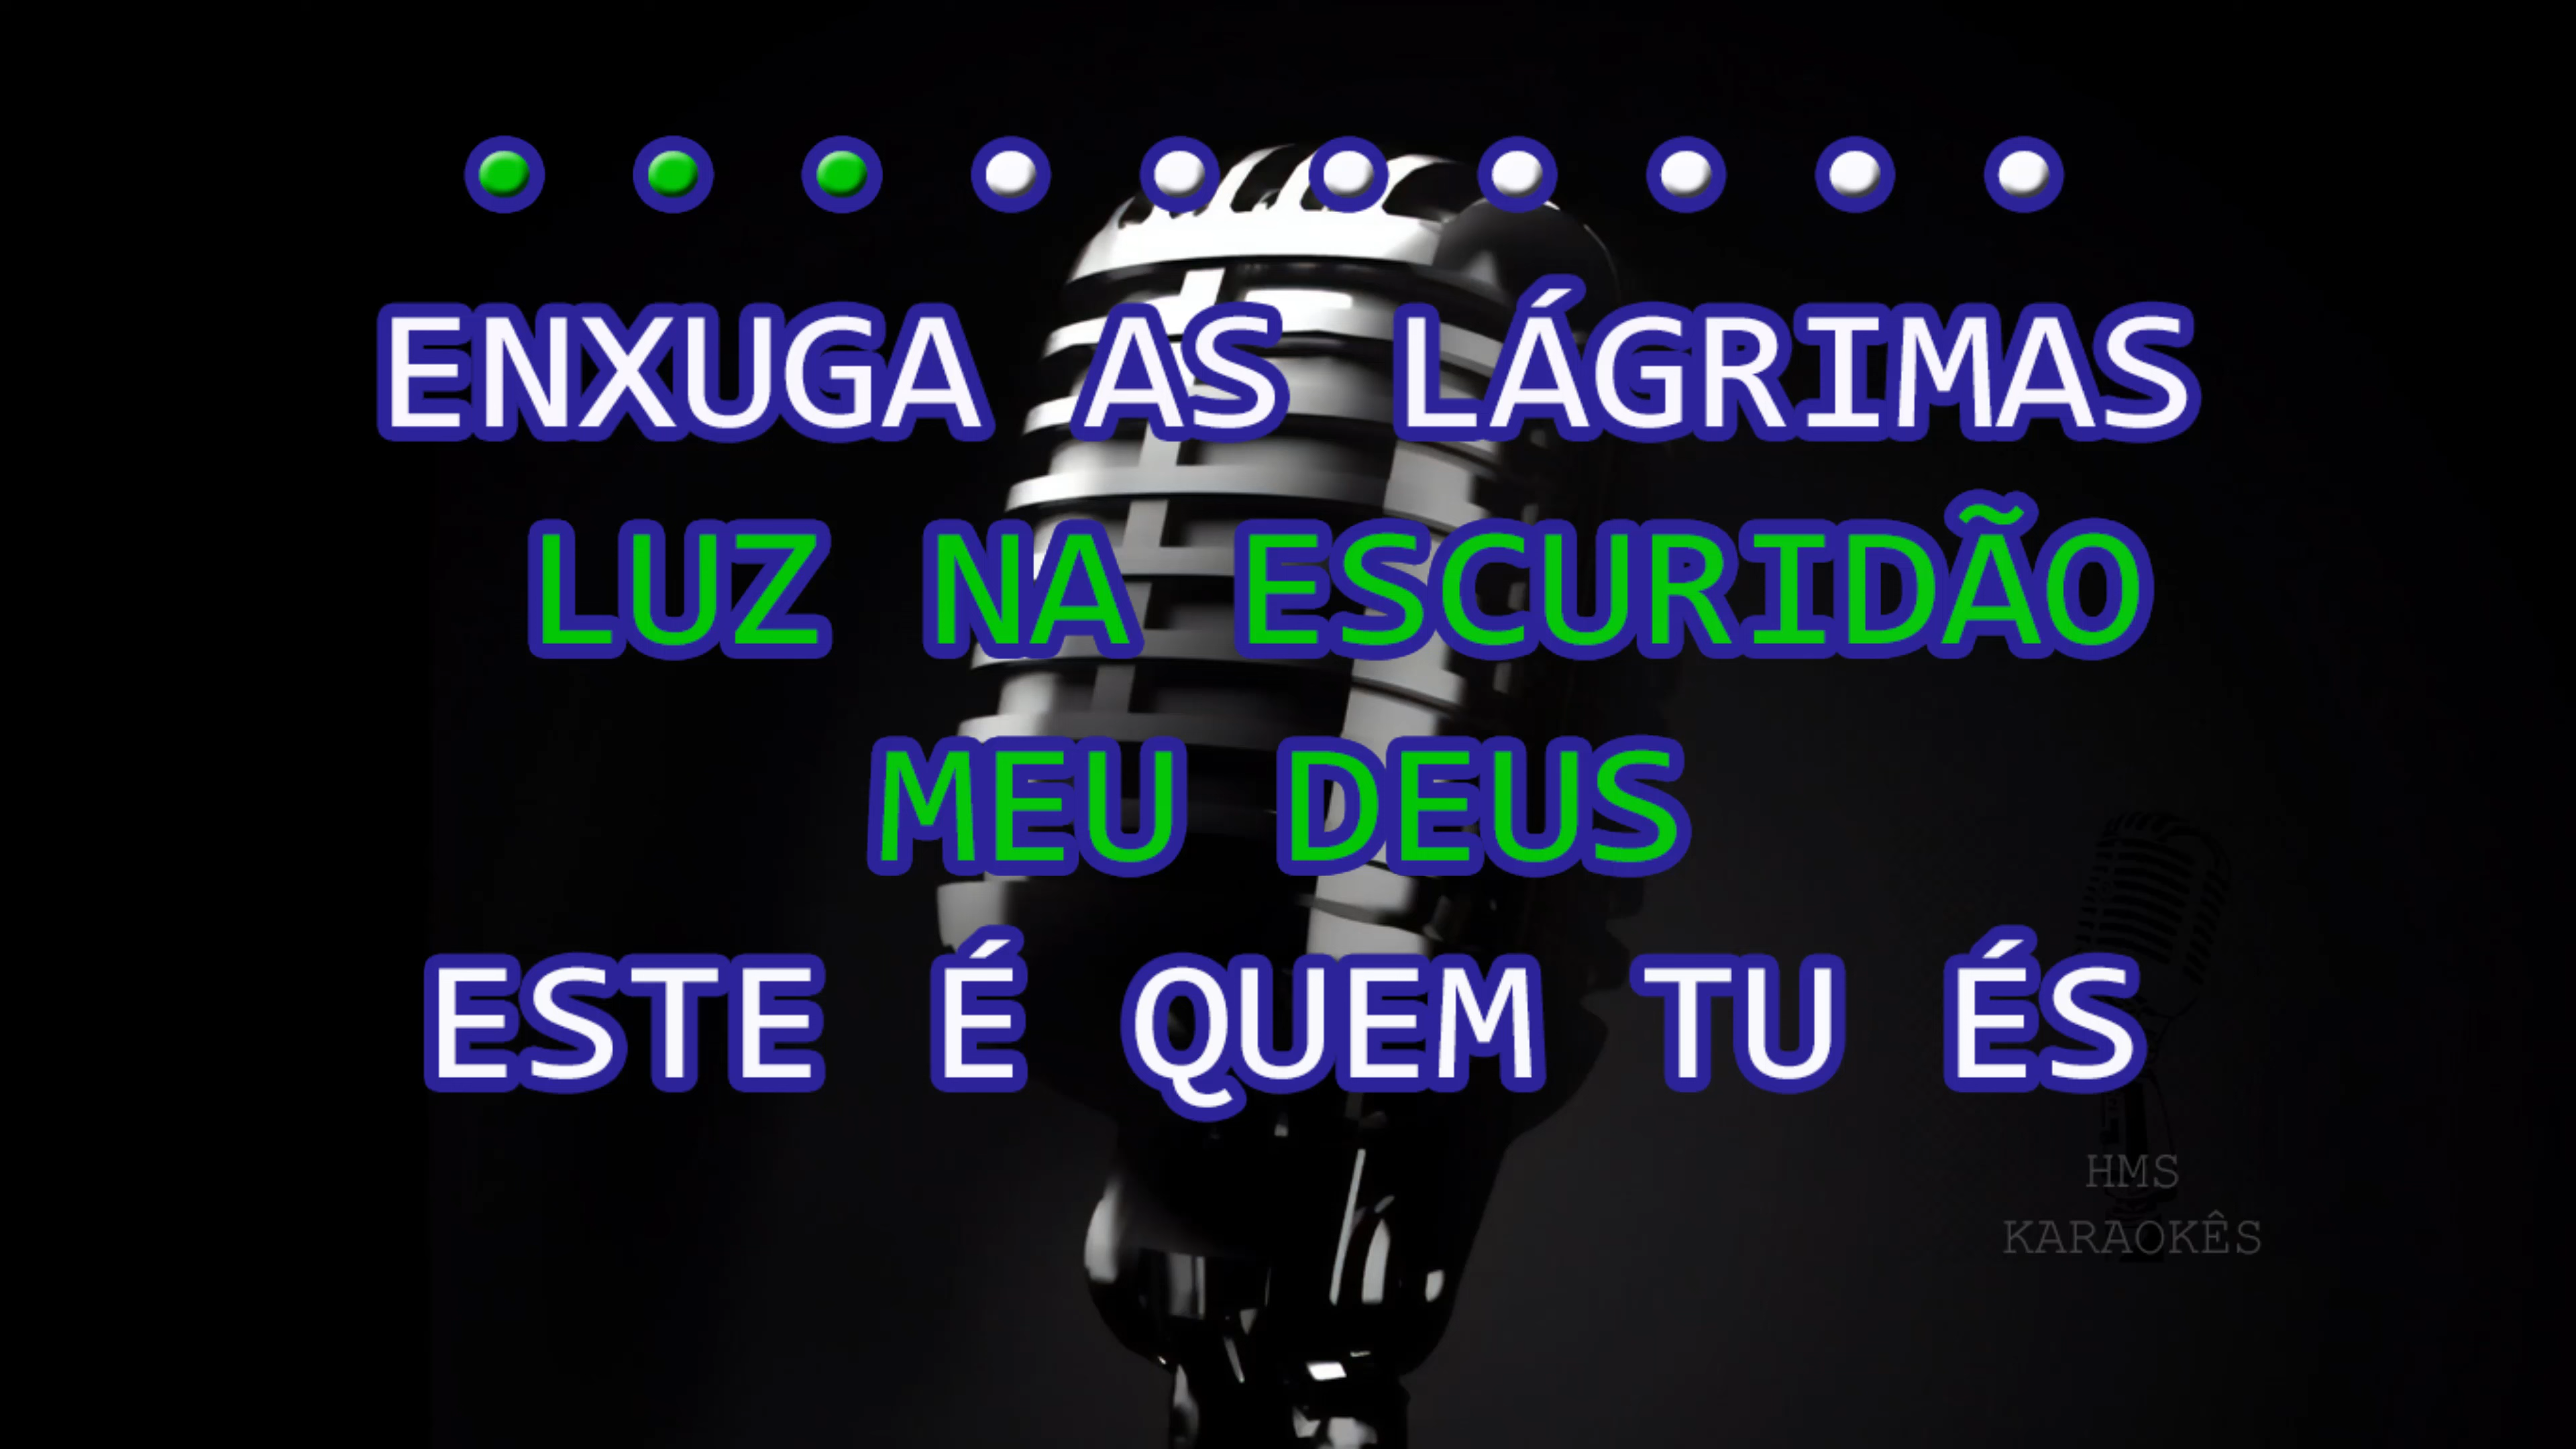 ENXUGA AS LÁGRIMAS
LUZ NA ESCURIDÃO
MEU DEUS
ESTE É QUEM TU ÉS
HMS
KARAOKÊS